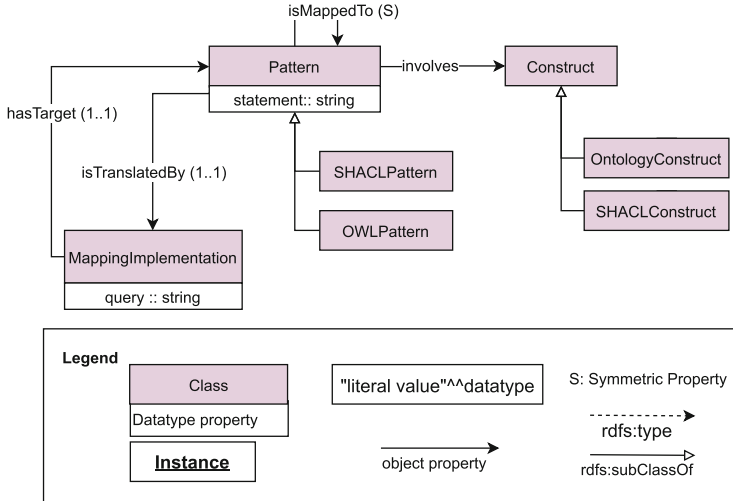 isMappedTo (S)
Pattern
involves
Construct
statement:: string
hasTarget (1..1)
isTranslatedBy (1..1)
SHACLPattern
OWLPattern
OntologyConstruct
SHACLConstruct
MappingImplementation
query :: string
Legend
Class
Datatype property
Instance
"literal value"^^datatype
object property
S: Symmetric Property
rdfs:type
rdfs:subClassOf